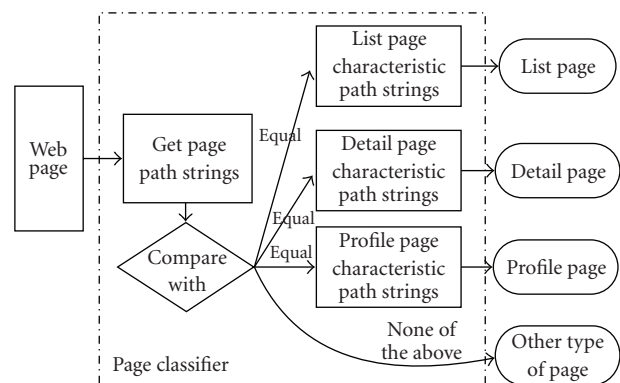 Web
page
Get page
path strings
Compare
with
Page classifier
Equal
Equal
Equal
None of
the above
List page
characteristic
path strings
Detail page
characteristic
path strings
Profile page
characteristic
path strings
List page
Detail page
Profile page
Other type
of page